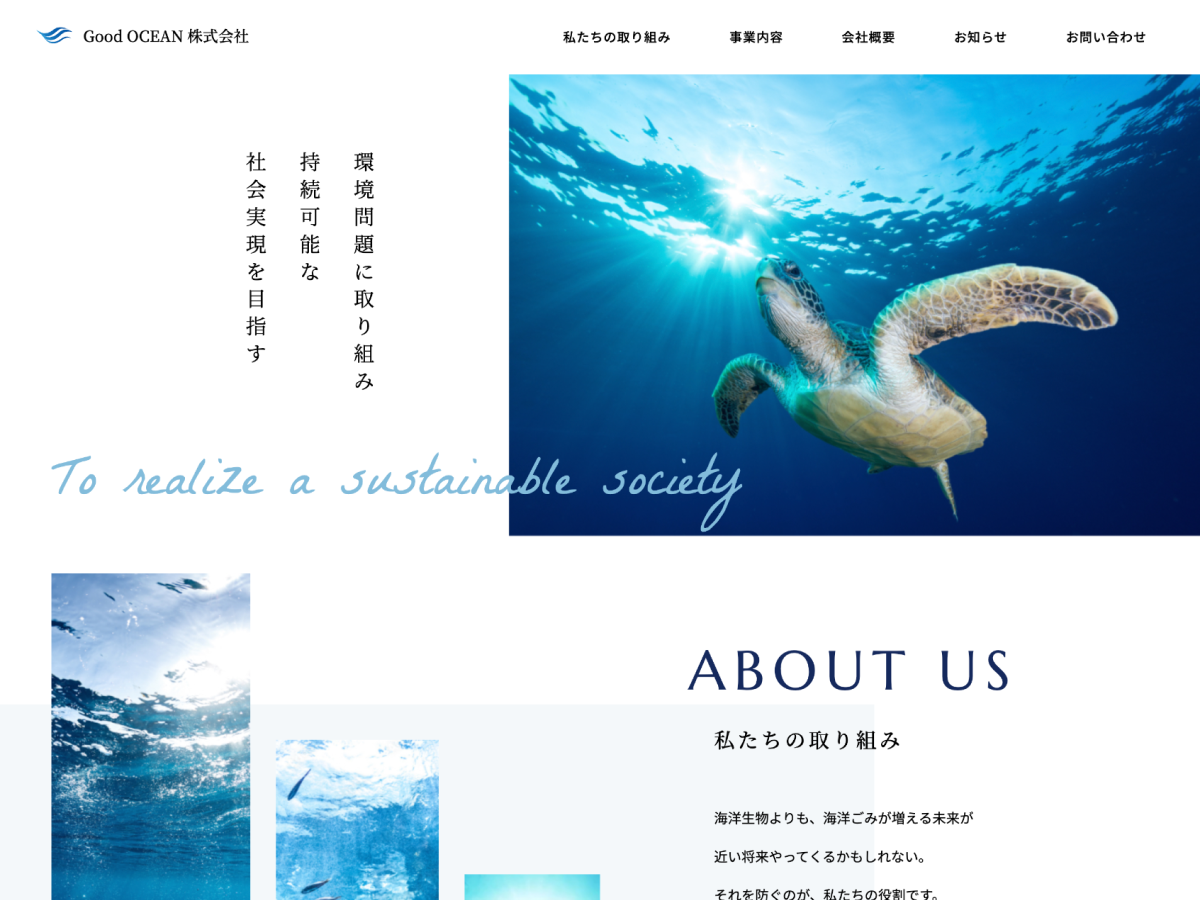 Good OCEAN 株式会社
私たちの取り組み
事業内容
会社概要
お知らせ
お問い合わせ
環境問題に取り組み
持続可能な
社会実現を目指す
To realize a sustainable society
ABOUT US
私たちの取り組み
海洋生物よりも、海洋ごみが増える未来が
近い将来やってくるかもしれない。
それを防ぐのが、私たちの役割です。